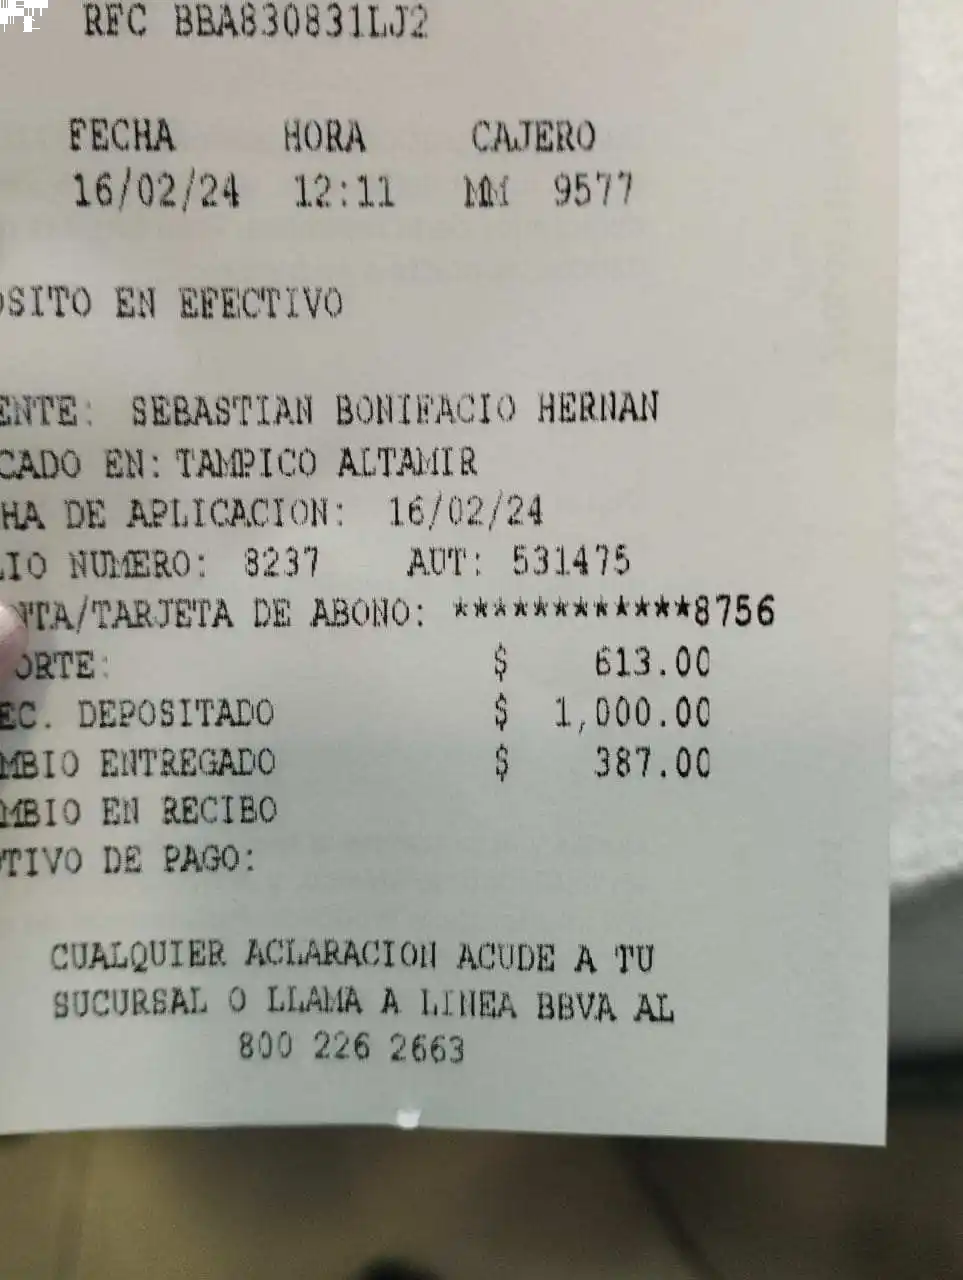 RFC BBA830831LJ2
FECHA HORA CAJERO
16/02/24 12:11 MM 9577
OSITO EN EFECTIVO
ENTE: SEBASTIAN BONIFACIO HERNAN
CADO EN: TAMPICO ALTAMIR
HA DE APLICACION: 16/02/24
LIO NUMERO: 8237 AUT: 531475
NTA/TARJETA DE ABONO: ************8756
ORTE: $ 613.00
EC. DEPOSITADO $ 1,000.00
MBIO ENTREGADO $ 387.00
MBIO EN RECIBO
OTIVO DE PAGO:
CUALQUIER ACLARACION ACUDE A TU
SUCURSAL O LLAMA A LINEA BBVA AL
800 226 2663